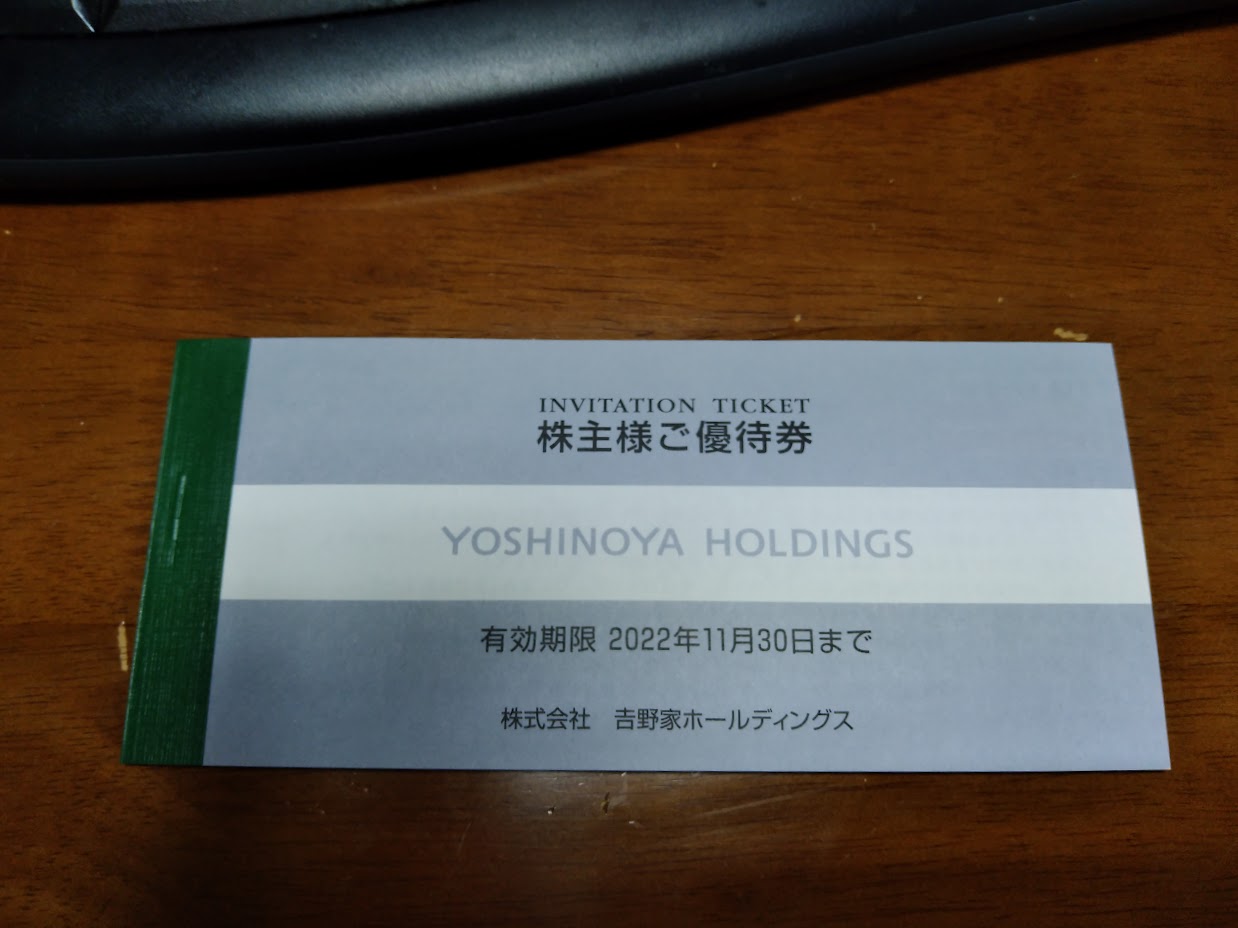 INVITATION TICKET
株主様ご優待券
YOSHINOYA HOLDINGS
有効期限 2022年11月30日まで
株式会社　𠮷野家ホールディングス